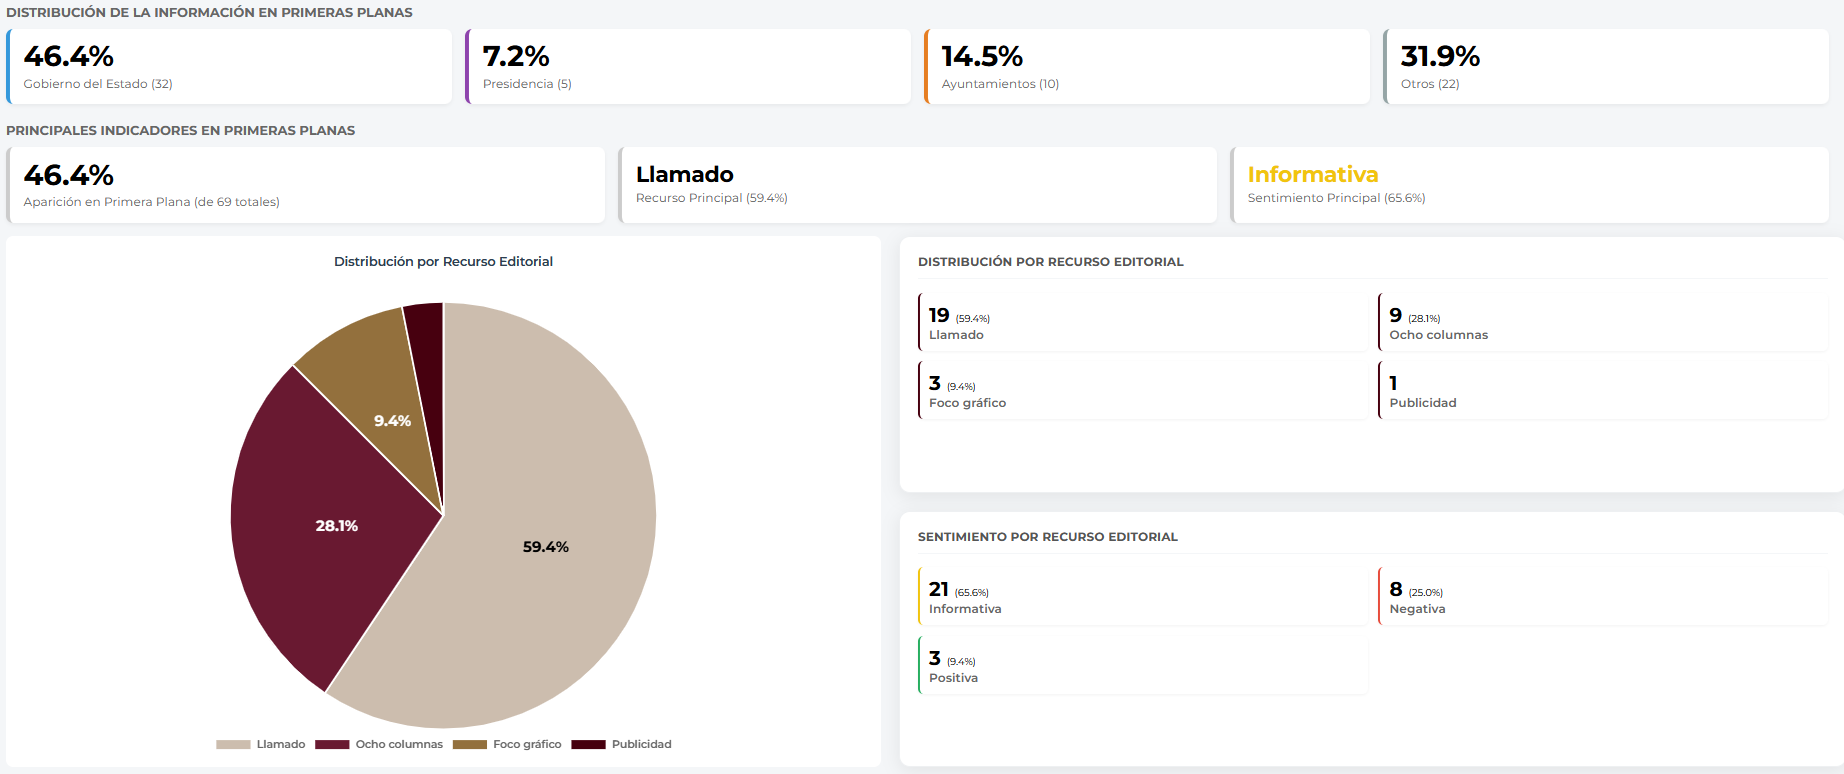 DISTRIBUCIÓN DE LA INFORMACIÓN EN PRIMERAS PLANAS
46.4%
Gobierno del Estado (32)
7.2%
Presidencia (5)
14.5%
Ayuntamientos (10)
31.9%
Otros (22)
PRINCIPALES INDICADORES EN PRIMERAS PLANAS
46.4%
Aparición en Primera Plana (de 69 totales)
Llamado
Recurso Principal (59.4%)
Informativa
Sentimiento Principal (65.6%)
Distribución por Recurso Editorial
9.4%
28.1%
59.4%
Llamado
Ocho columnas
Foco gráfico
Publicidad
DISTRIBUCIÓN POR RECURSO EDITORIAL
19 (59.4%)
Llamado
9 (28.1%)
Ocho columnas
3 (9.4%)
Foco gráfico
1
Publicidad
SENTIMIENTO POR RECURSO EDITORIAL
21 (65.6%)
Informativa
8 (25.0%)
Negativa
3 (9.4%)
Positiva